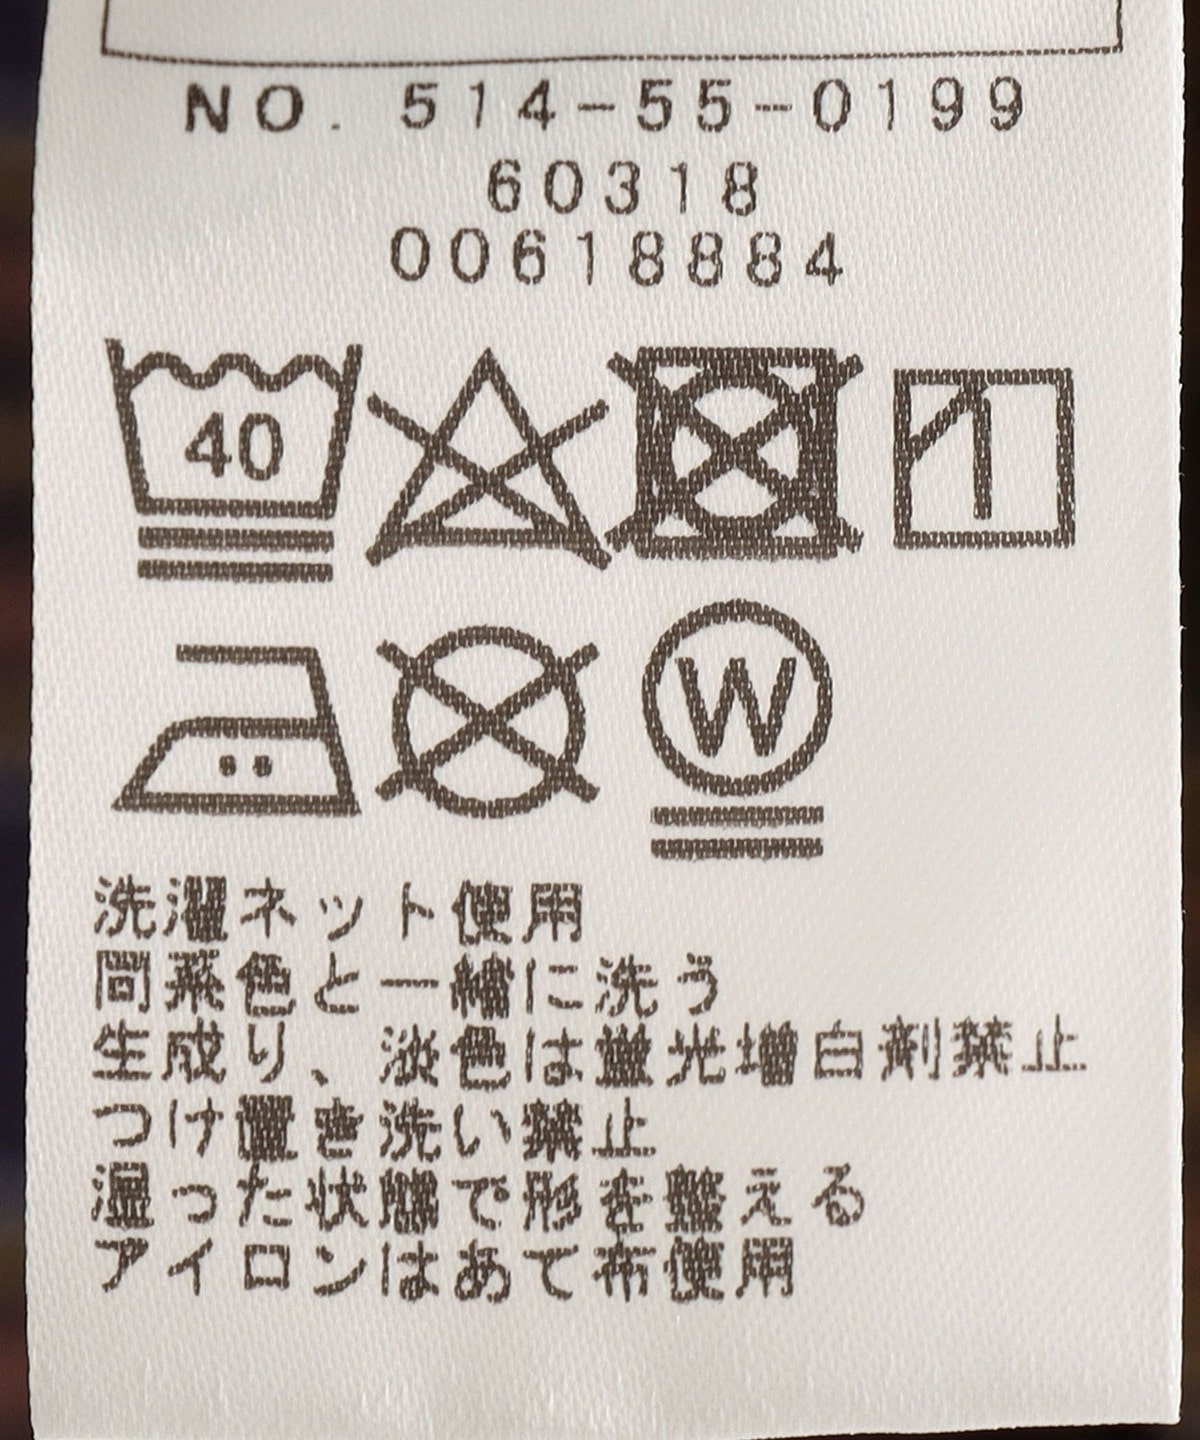 NO. 514-55-0199
60318
00618884
40
W
洗濯ネット使用
同系色と一緒に洗う
生成り、淡色は蛍光増白剤禁止
つけ置き洗い禁止
湿った状態で形を整える
アイロンはあて布使用